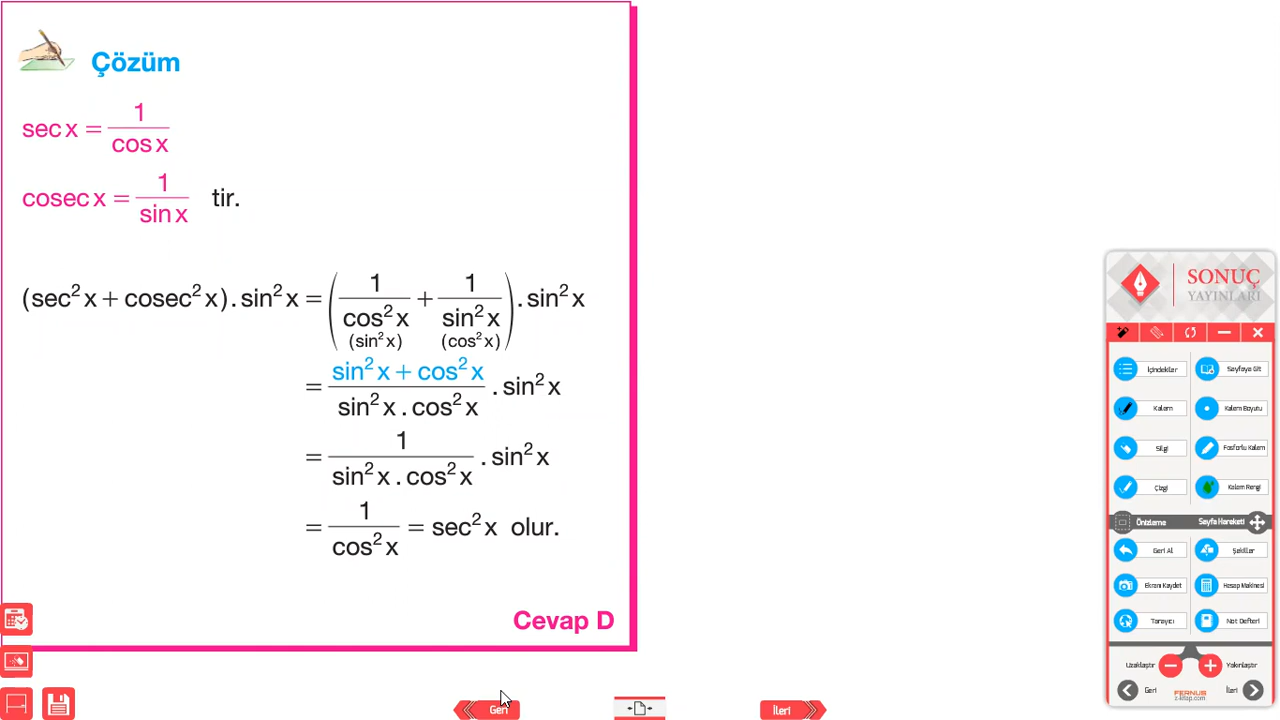 Çözüm
sec x = 1/cos x
cosec x = 1/sin x tir.
(sec²x + cosec²x) . sin²x = (1/cos²x + 1/sin²x) . sin²x
(sin²x) (cos²x)
= (sin²x + cos²x)/(sin²x . cos²x) . sin²x
= 1/(sin²x . cos²x) . sin²x
= 1/cos²x = sec²x olur.
Cevap D
SONUÇ
YAYINLARI
İçindekiler Sayfaya Git
Kalem Kalem Boyutu
Silgi Fosforlu Kalem
Çizgi Kalem Rengi
Önizleme Sayfa Hareketi
Geri Al Şekiller
Ekranı Kaydet Hesap Makinesi
Tarayıcı Not Defteri
Uzaklaştır Yakınlaştır
Geri FERNUS İleri
z-kitap.com
Geri İleri